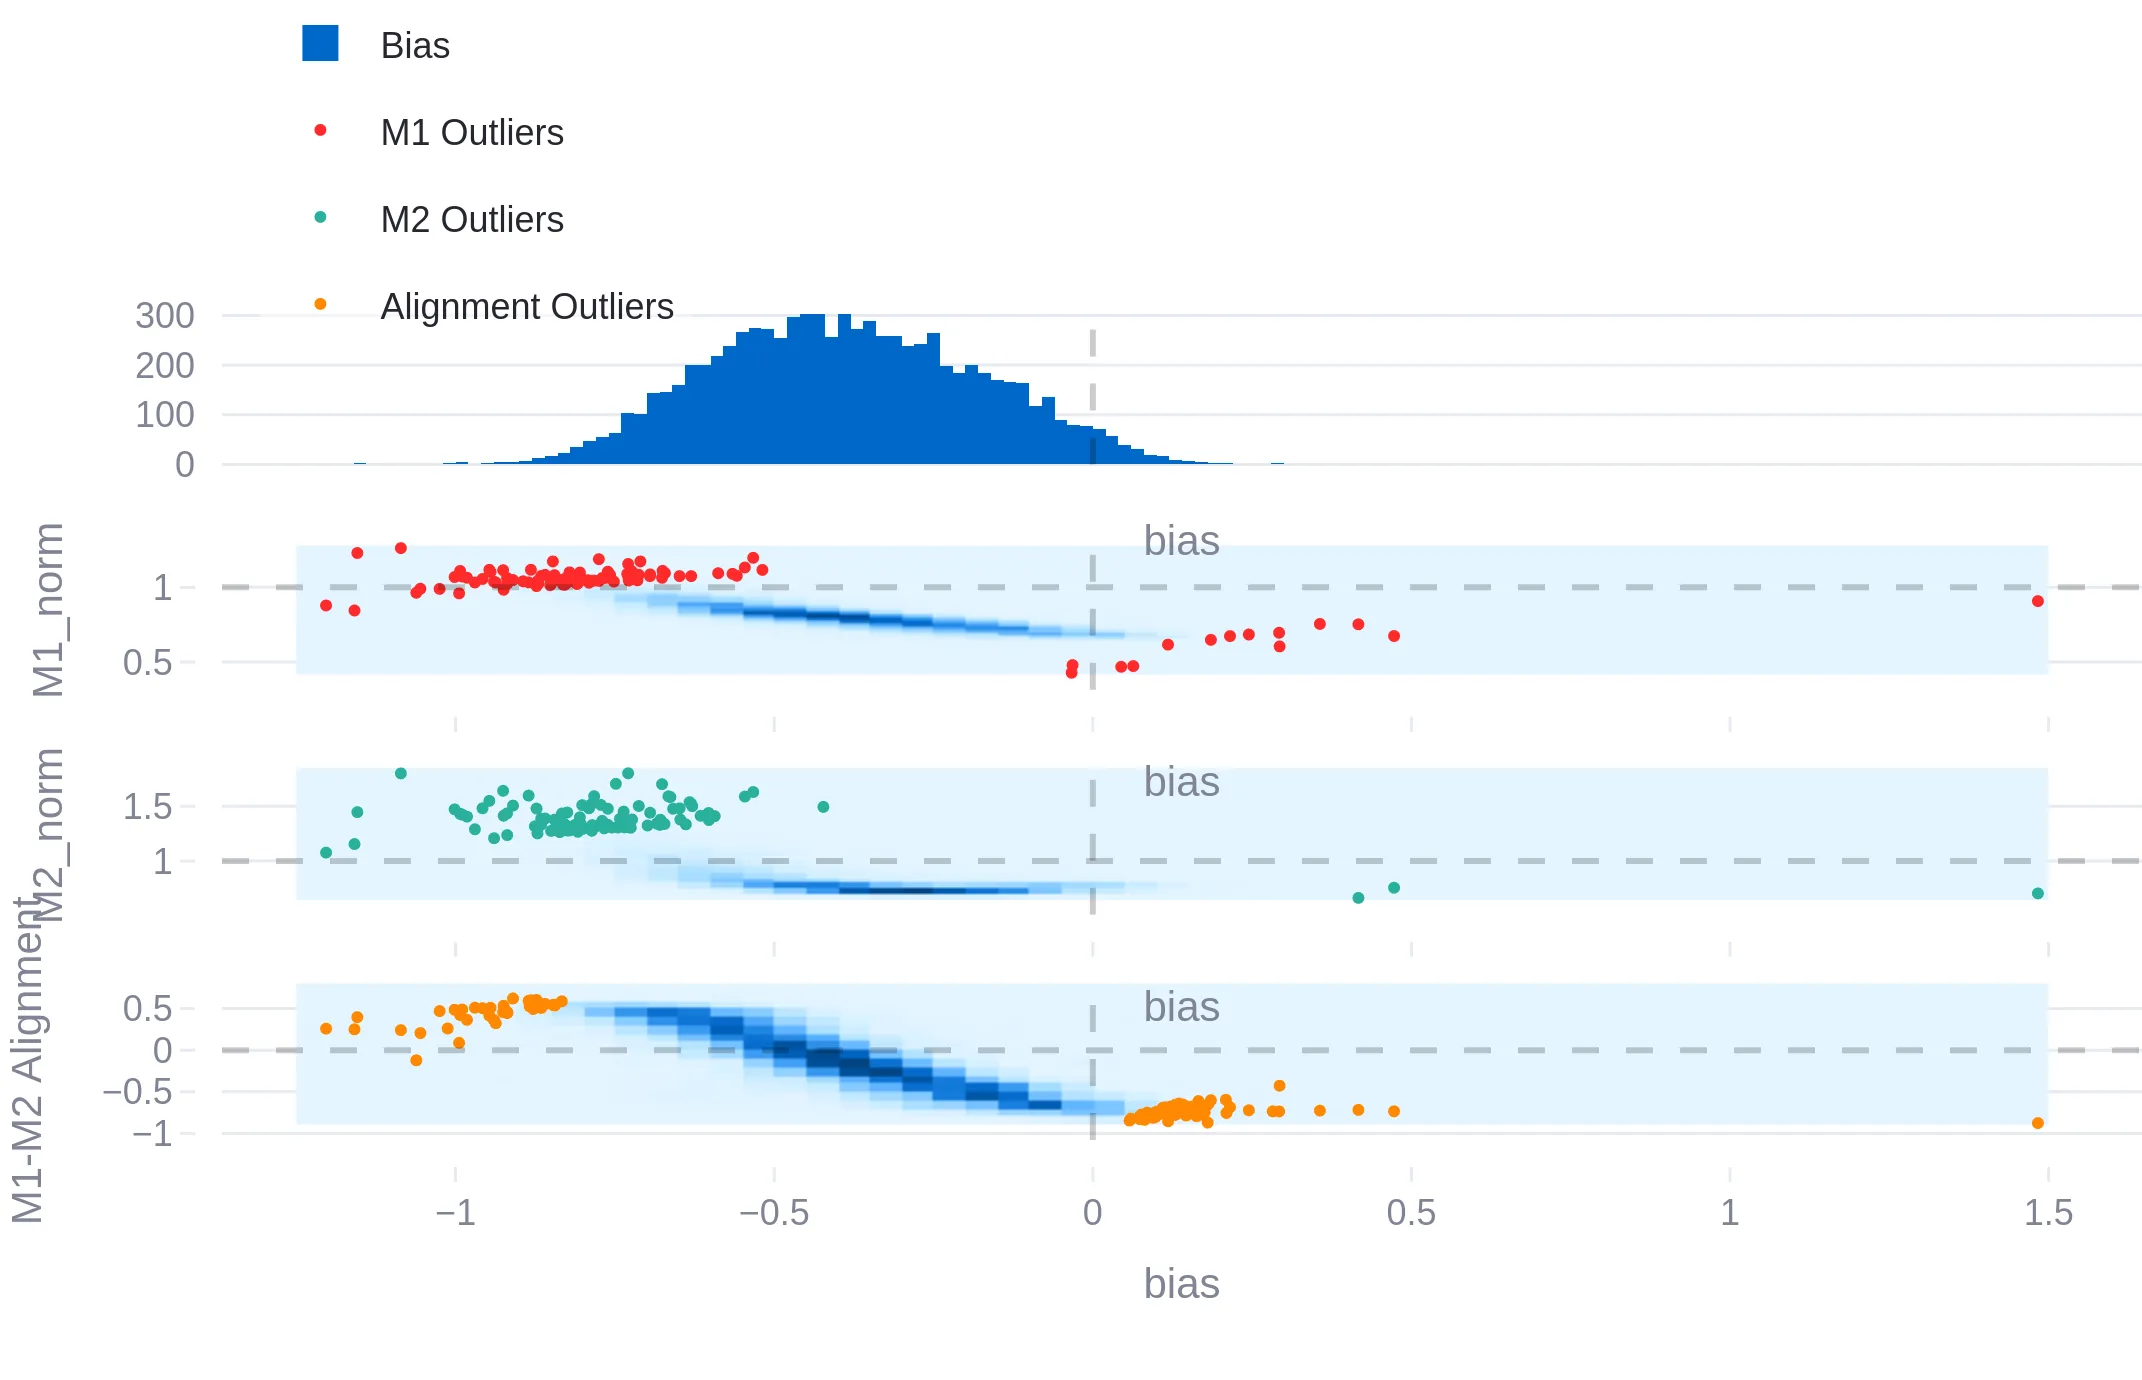 Bias
M1 Outliers
M2 Outliers
Alignment Outliers
300
200
100
0
bias
M1_norm
1
0.5
bias
M2_norm
1.5
1
bias
M1-M2 Alignment
0.5
0
−0.5
−1
−1
−0.5
0
0.5
1
1.5
bias